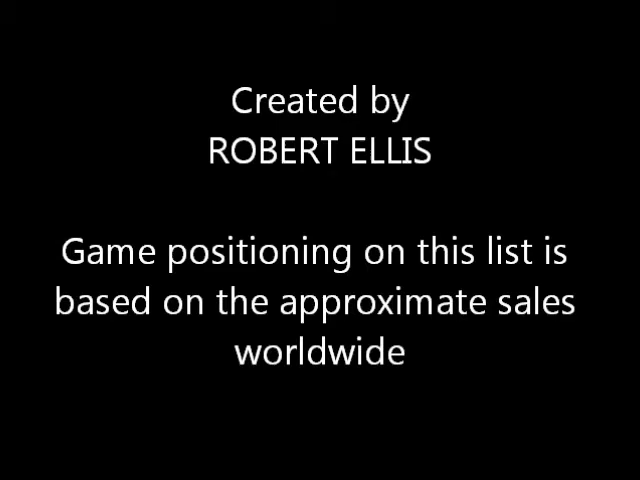 Created by
ROBERT ELLIS
Game positioning on this list is
based on the approximate sales
worldwide